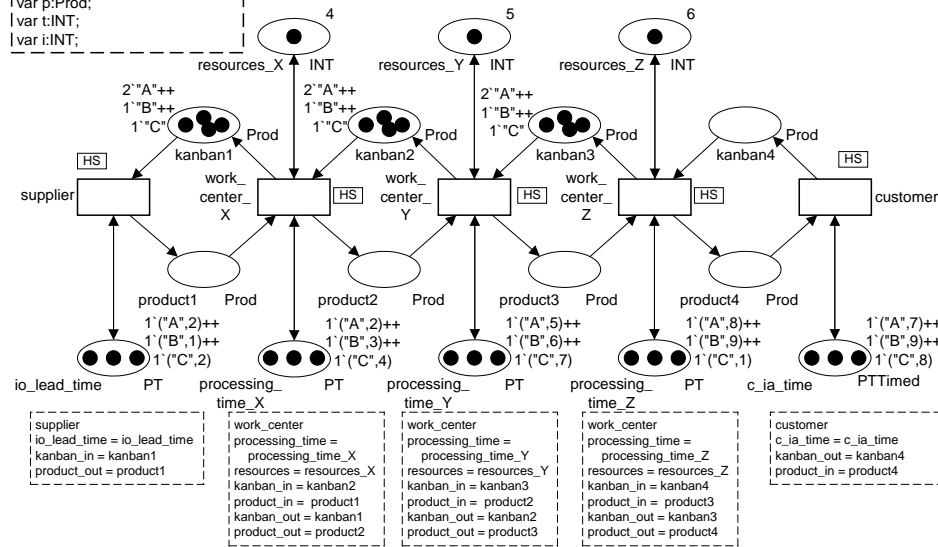 var p:Prod;
var t:INT;
var i:INT;
4
5
6
resources_X
INT
resources_Y
INT
resources_Z
INT
2`"A"++
1`"B"++
1`"C"
2`"A"++
1`"B"++
1`"C"
2`"A"++
1`"B"++
1`"C"
Prod
Prod
Prod
Prod
kanban1
kanban2
kanban3
kanban4
HS
HS
supplier
work_
center_
X
HS
work_
center_
Y
HS
work_
center_
Z
HS
customer
product1
Prod
product2
Prod
product3
Prod
product4
Prod
1`("A",2)++
1`("B",1)++
1`("C",2)
1`("A",2)++
1`("B",3)++
1`("C",4)
1`("A",5)++
1`("B",6)++
1`("C",7)
1`("A",8)++
1`("B",9)++
1`("C",1)
1`("A",7)++
1`("B",9)++
1`("C",8)
io_lead_time
PT
processing_
time_X
PT
processing_
time_Y
PT
processing_
time_Z
PT
c_ia_time
PTTimed
supplier
io_lead_time = io_lead_time
kanban_in = kanban1
product_out = product1
work_center
processing_time =
processing_time_X
resources = resources_X
kanban_in = kanban2
product_in = product1
kanban_out = kanban1
product_out = product2
work_center
processing_time =
processing_time_Y
resources = resources_Y
kanban_in = kanban3
product_in = product2
kanban_out = kanban2
product_out = product3
work_center
processing_time =
processing_time_Z
resources = resources_Z
kanban_in = kanban4
product_in = product3
kanban_out = kanban3
product_out = product4
customer
c_ia_time = c_ia_time
kanban_out = kanban4
product_in = product4